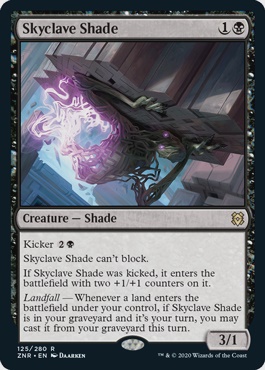 Skyclave Shade 1
Creature — Shade
Kicker 2
Skyclave Shade can't block.
If Skyclave Shade was kicked, it enters the
battlefield with two +1/+1 counters on it.
Landfall — Whenever a land enters the
battlefield under your control, if Skyclave Shade
is in your graveyard and it's your turn, you may
cast it from your graveyard this turn.
3/1
125/280 R
ZNR • EN DAARKEN
™ & © 2020 Wizards of the Coast